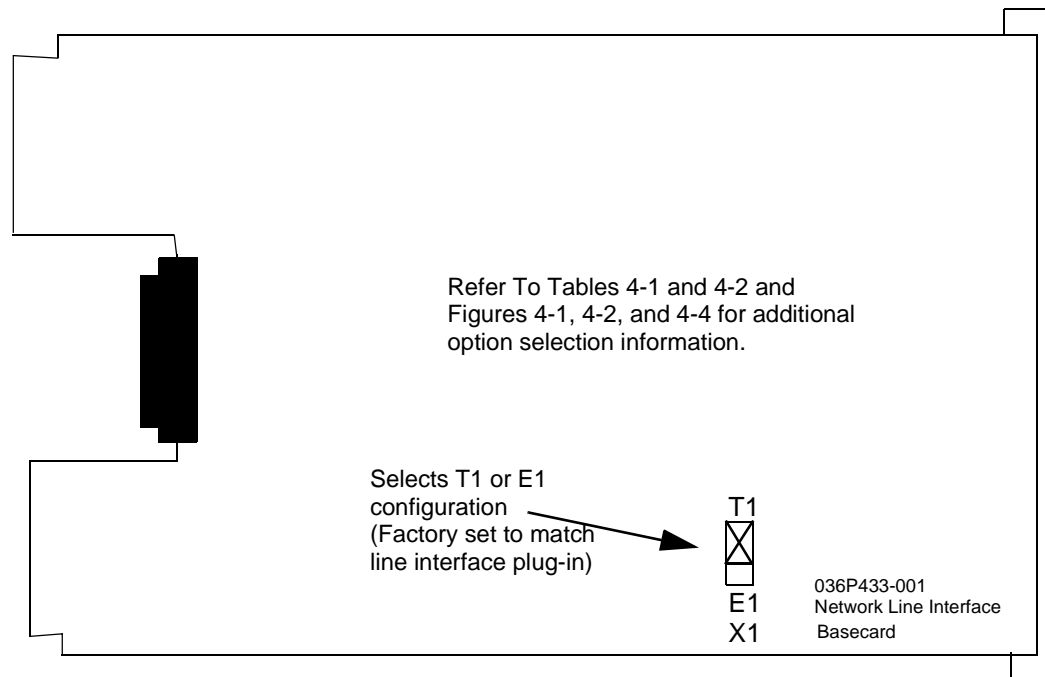 Refer To Tables 4-1 and 4-2 and
Figures 4-1, 4-2, and 4-4 for additional
option selection information.
Selects T1 or E1
configuration
(Factory set to match
line interface plug-in)
T1
E1
X1
036P433-001
Network Line Interface
Basecard